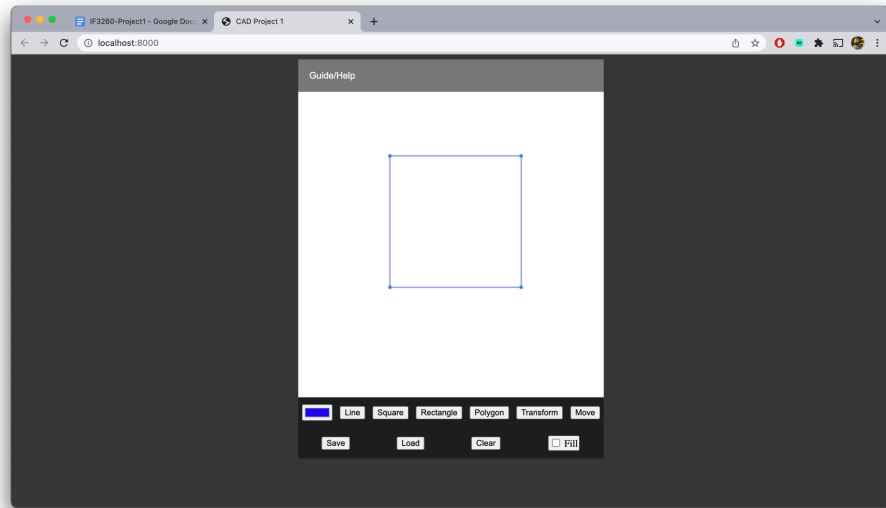 IF3260-Project1 - Google Docs
CAD Project 1
localhost:8000
Guide/Help
Line Square Rectangle Polygon Transform Move
Save Load Clear Fill